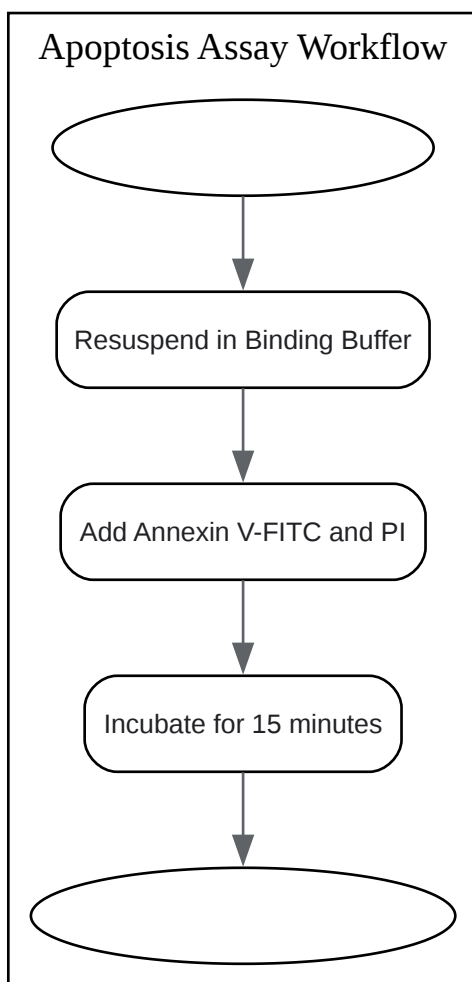 Apoptosis Assay Workflow
Resuspend in Binding Buffer
Add Annexin V-FITC and PI
Incubate for 15 minutes